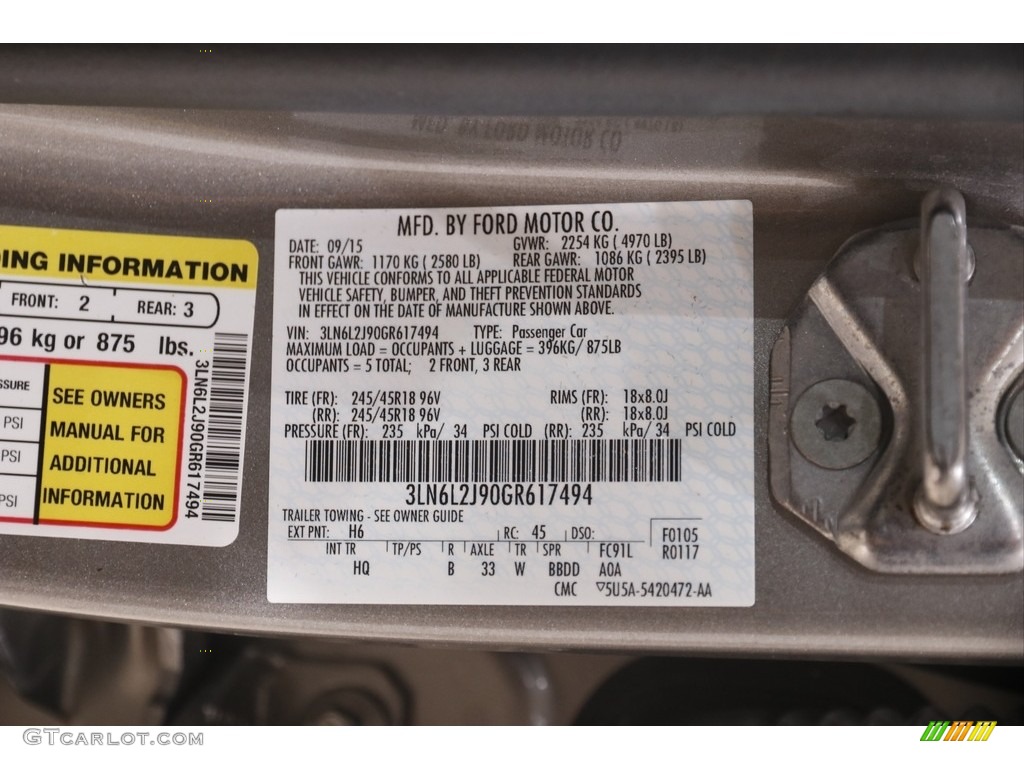 MFD. BY FORD MOTOR CO.
DATE: 09/15 GVWR: 2254 KG ( 4970 LB)
FRONT GAWR: 1170 KG ( 2580 LB) REAR GAWR: 1086 KG ( 2395 LB)
THIS VEHICLE CONFORMS TO ALL APPLICABLE FEDERAL MOTOR
VEHICLE SAFETY, BUMPER, AND THEFT PREVENTION STANDARDS
IN EFFECT ON THE DATE OF MANUFACTURE SHOWN ABOVE.
VIN: 3LN6L2J90GR617494 TYPE: Passenger Car
MAXIMUM LOAD = OCCUPANTS + LUGGAGE = 396KG/ 875LB
OCCUPANTS = 5 TOTAL; 2 FRONT, 3 REAR
TIRE (FR): 245/45R18 96V RIMS (FR): 18x8.0J
(RR): 245/45R18 96V (RR): 18x8.0J
PRESSURE (FR): 235 kPa/ 34 PSI COLD (RR): 235 kPa/ 34 PSI COLD
3LN6L2J90GR617494
TRAILER TOWING - SEE OWNER GUIDE
EXT PNT: H6 RC: 45 DSO: F0105
INT TR TP/PS R AXLE TR SPR FC91L R0117
HQ B 33 W BBDD A0A
CMC 5U5A-5420472-AA
ING INFORMATION
FRONT: 2 REAR: 3
96 kg or 875 lbs.
SSURE
PSI
PSI
PSI
SEE OWNERS
MANUAL FOR
ADDITIONAL
INFORMATION
3LN6L2J90GR617494
GTcarlot.com